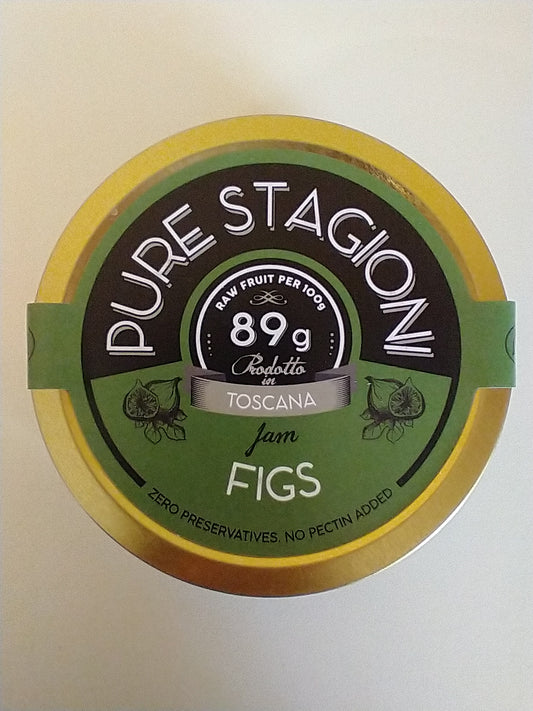 PURE STAGIONI
RAW FRUIT PER 100g
89g
Prodotto
in
TOSCANA
Jam
FIGS
ZERO PRESERVATIVES. NO PECTIN ADDED